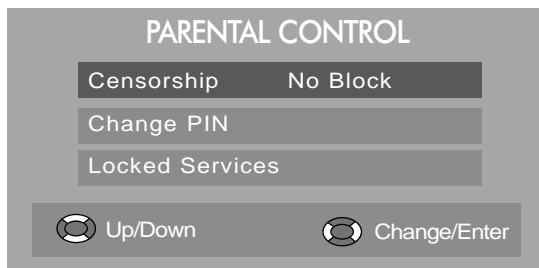 PARENTAL CONTROL
Censorship No Block
Change PIN
Locked Services
Up/Down Change/Enter